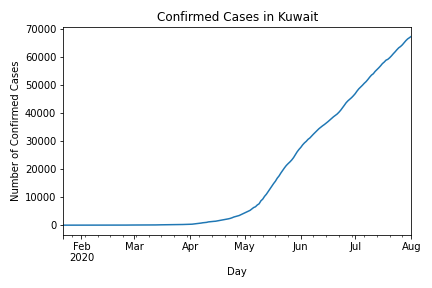 Confirmed Cases in Kuwait
70000
60000
50000
40000
30000
20000
10000
0
Number of Confirmed Cases
Feb Mar Apr May Jun Jul Aug
2020
Day